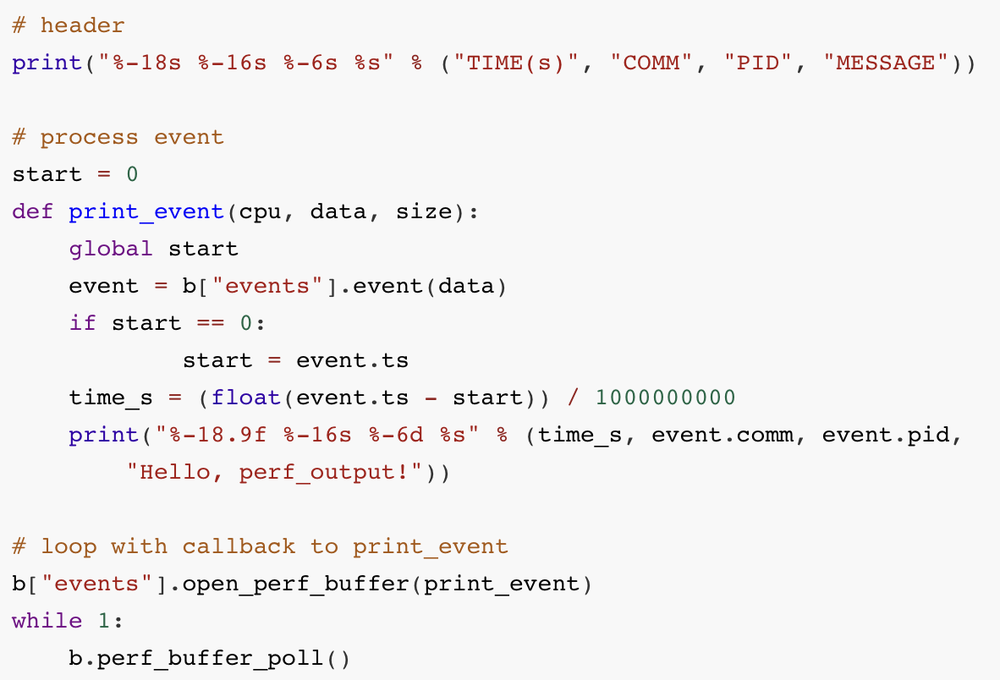 # header
print("%-18s %-16s %-6s %s" % ("TIME(s)", "COMM", "PID", "MESSAGE"))

# process event
start = 0
def print_event(cpu, data, size):
    global start
    event = b["events"].event(data)
    if start == 0:
            start = event.ts
    time_s = (float(event.ts - start)) / 1000000000
    print("%-18.9f %-16s %-6d %s" % (time_s, event.comm, event.pid,
        "Hello, perf_output!"))

# loop with callback to print_event
b["events"].open_perf_buffer(print_event)
while 1:
    b.perf_buffer_poll()